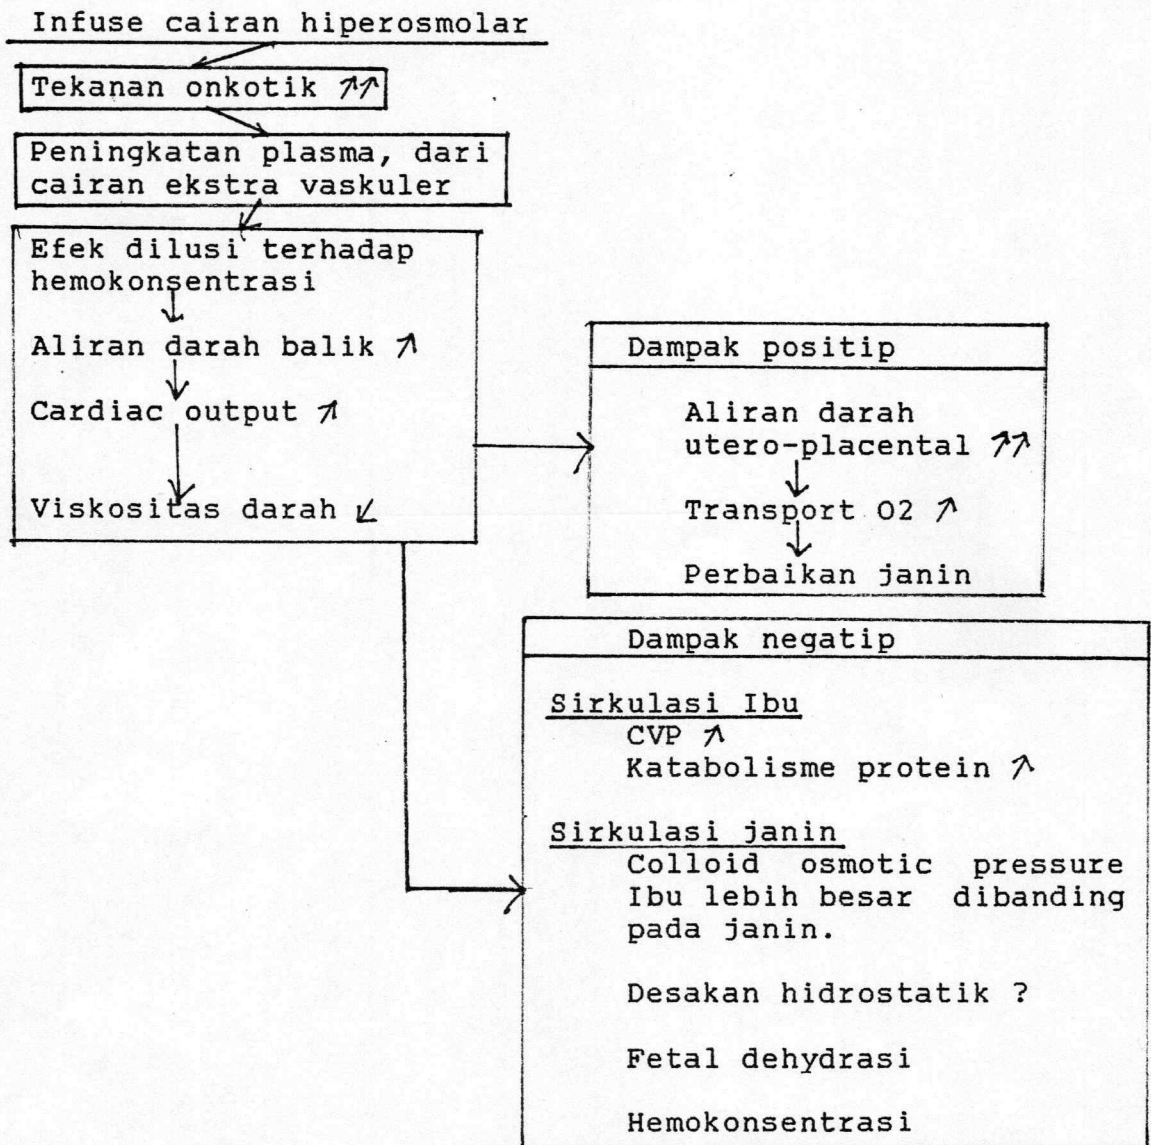 Infuse cairan hiperosmolar
Tekanan onkotik ↗↗
Peningkatan plasma, dari
cairan ekstra vaskuler
Efek dilusi terhadap
hemokonsentrasi
Aliran darah balik ↗
Cardiac output ↗
Viskositas darah ↙
Dampak positip
Aliran darah
utero-placental ↗↗
Transport O2 ↗
Perbaikan janin
Dampak negatip
Sirkulasi Ibu
CVP ↗
Katabolisme protein ↗
Sirkulasi janin
Colloid osmotic pressure
Ibu lebih besar dibanding
pada janin.
Desakan hidrostatik ?
Fetal dehydrasi
Hemokonsentrasi